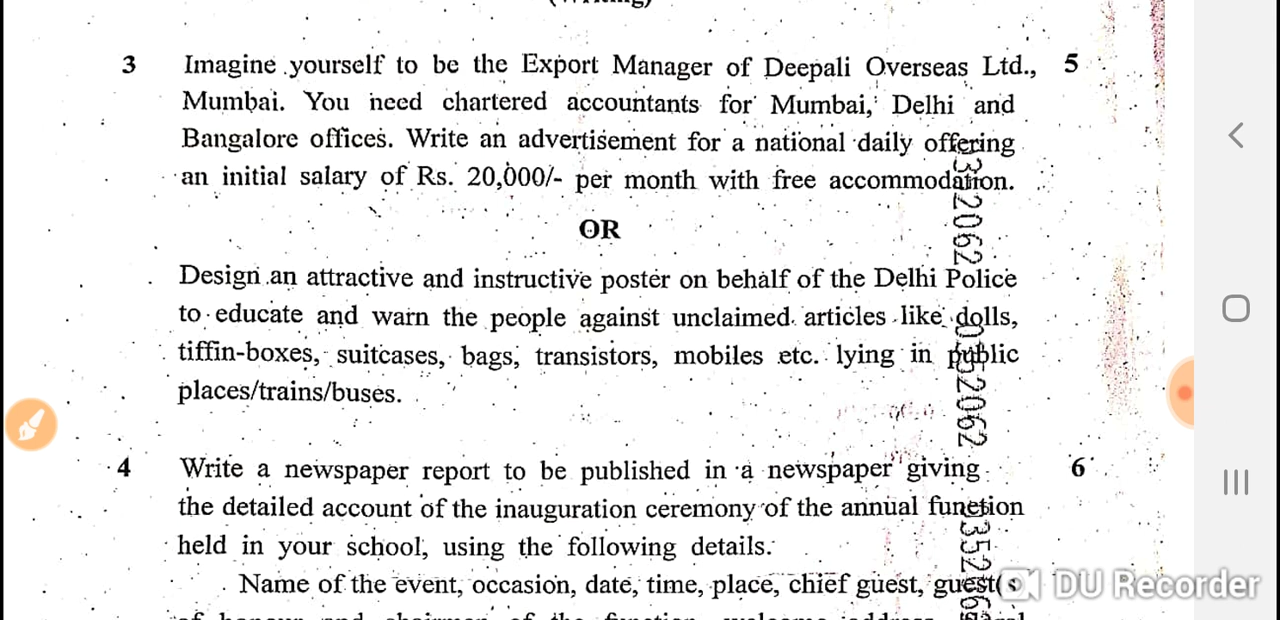 3 Imagine yourself to be the Export Manager of Deepali Overseas Ltd., 5
Mumbai. You need chartered accountants for Mumbai, Delhi and
Bangalore offices. Write an advertisement for a national daily offering
an initial salary of Rs. 20,000/- per month with free accommodation.
OR
Design an attractive and instructive poster on behalf of the Delhi Police
to educate and warn the people against unclaimed articles like dolls,
tiffin-boxes, suitcases, bags, transistors, mobiles etc. lying in public
places/trains/buses.
4 Write a newspaper report to be published in a newspaper giving 6
the detailed account of the inauguration ceremony of the annual function
held in your school, using the following details.
Name of the event, occasion, date, time, place, chief guest, guest(s
DU Recorder
0352062